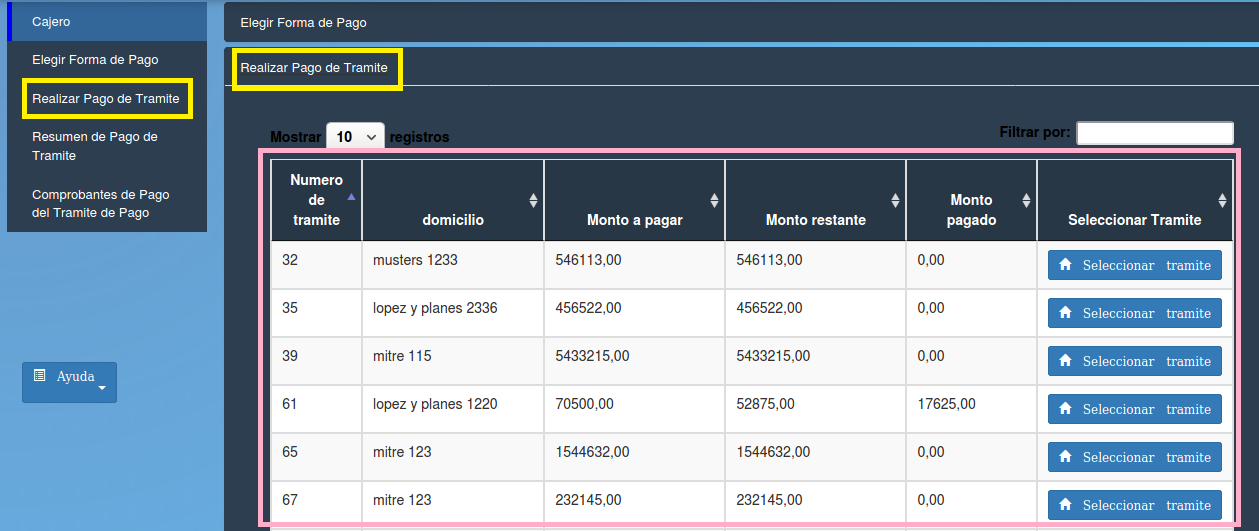 Cajero
Elegir Forma de Pago
Realizar Pago de Tramite
Resumen de Pago de
Tramite
Comprobantes de Pago
del Tramite de Pago
Ayuda
Elegir Forma de Pago
Realizar Pago de Tramite
Mostrar 10 registros
Filtrar por:
Numero
de
tramite
domicilio
Monto a pagar
Monto restante
Monto
pagado
Seleccionar Tramite
32 musters 1233 546113,00 546113,00 0,00 Seleccionar tramite
35 lopez y planes 2336 456522,00 456522,00 0,00 Seleccionar tramite
39 mitre 115 5433215,00 5433215,00 0,00 Seleccionar tramite
61 lopez y planes 1220 70500,00 52875,00 17625,00 Seleccionar tramite
65 mitre 123 1544632,00 1544632,00 0,00 Seleccionar tramite
67 mitre 123 232145,00 232145,00 0,00 Seleccionar tramite